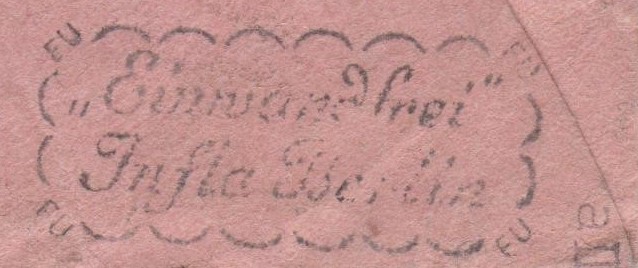 „Einwandfrei“
Infla Berlin